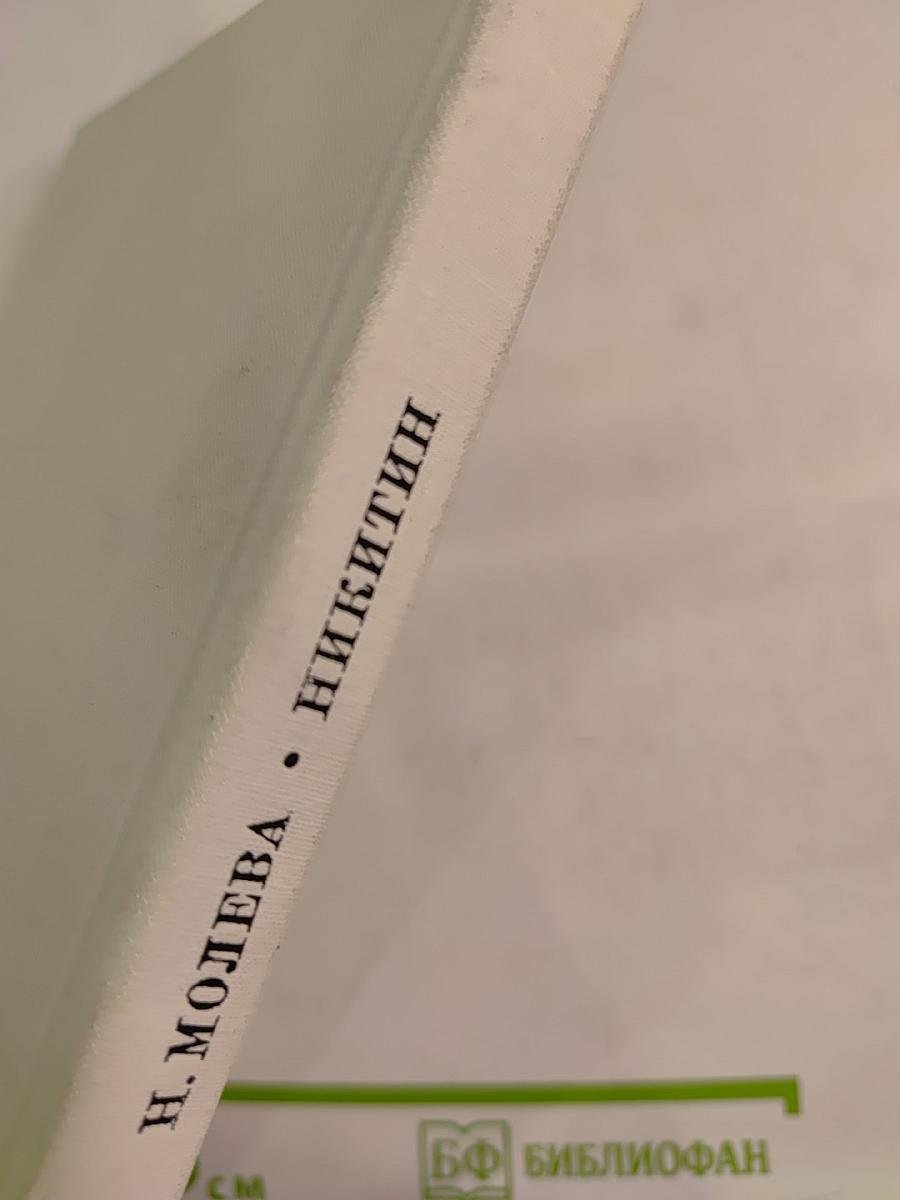 Н. МОЛЕВА • НИКИТИН
см
БФ БИБЛИОФАН